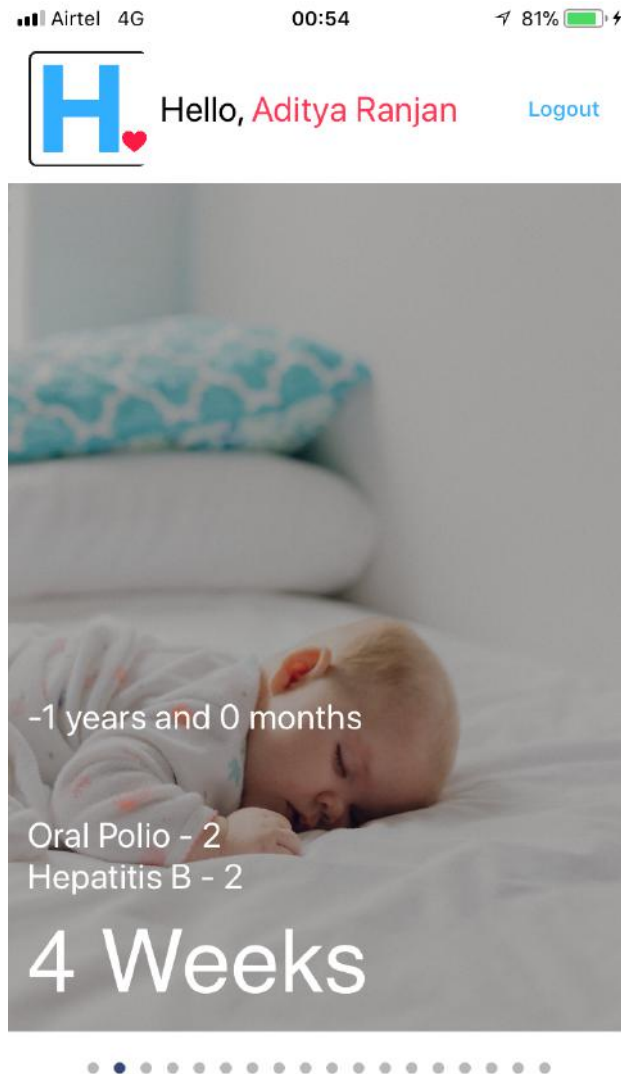 Airtel 4G 00:54 81%
H
Hello, Aditya Ranjan Logout
-1 years and 0 months
Oral Polio - 2
Hepatitis B - 2
4 Weeks